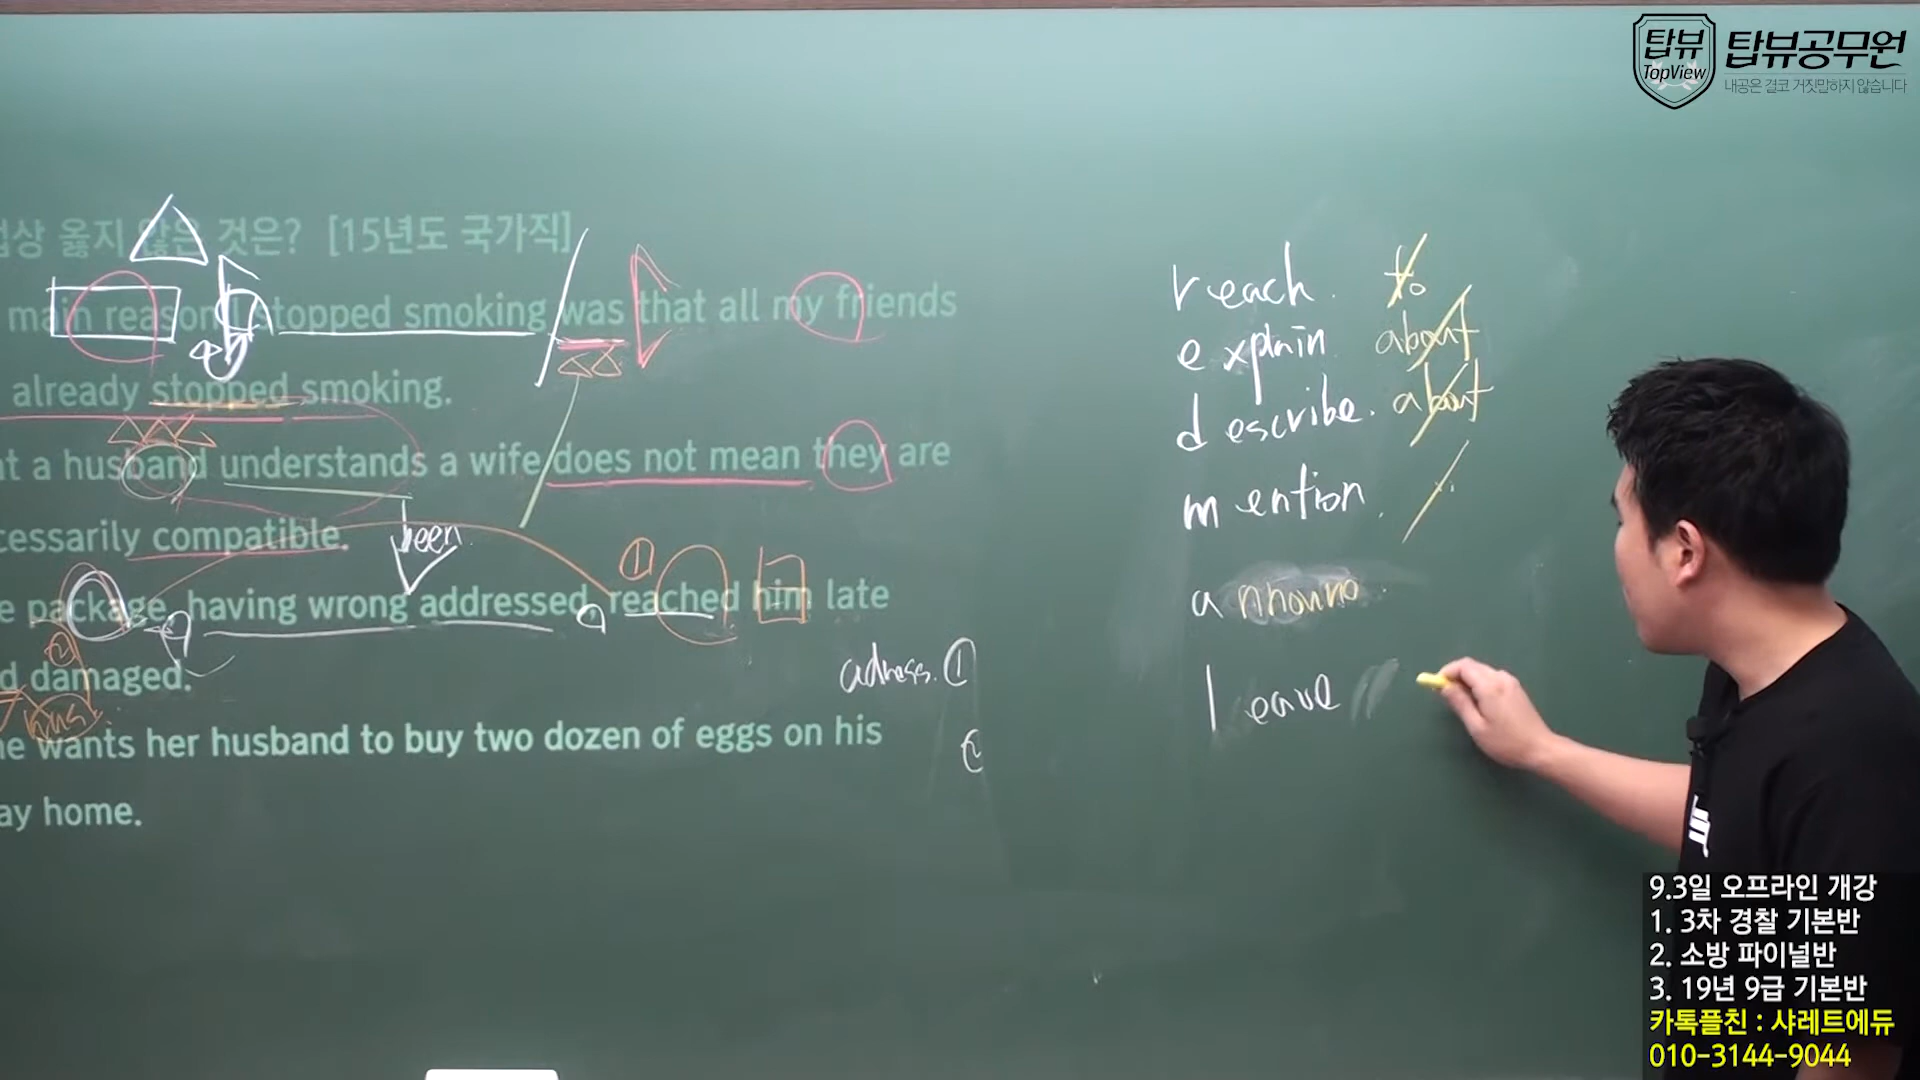 탑뷰
TopView
탑뷰공무원
내공은 결코 거짓말하지 않습니다
법상 옳지 않은 것은? [15년도 국가직]
main reason I stopped smoking was that all my friends
already stopped smoking.
at a husband understands a wife does not mean they are
cessarily compatible.
been
①
e package, having wrong addressed, reached him late
②
d damaged.
adress. ①
he wants her husband to buy two dozen of eggs on his
ay home.
reach. to
explain about
describe. about
mention.
leave
9.3일 오프라인 개강
1. 3차 경찰 기본반
2. 소방 파이널반
3. 19년 9급 기본반
카톡플친 : 샤레트에듀
010-3144-9044